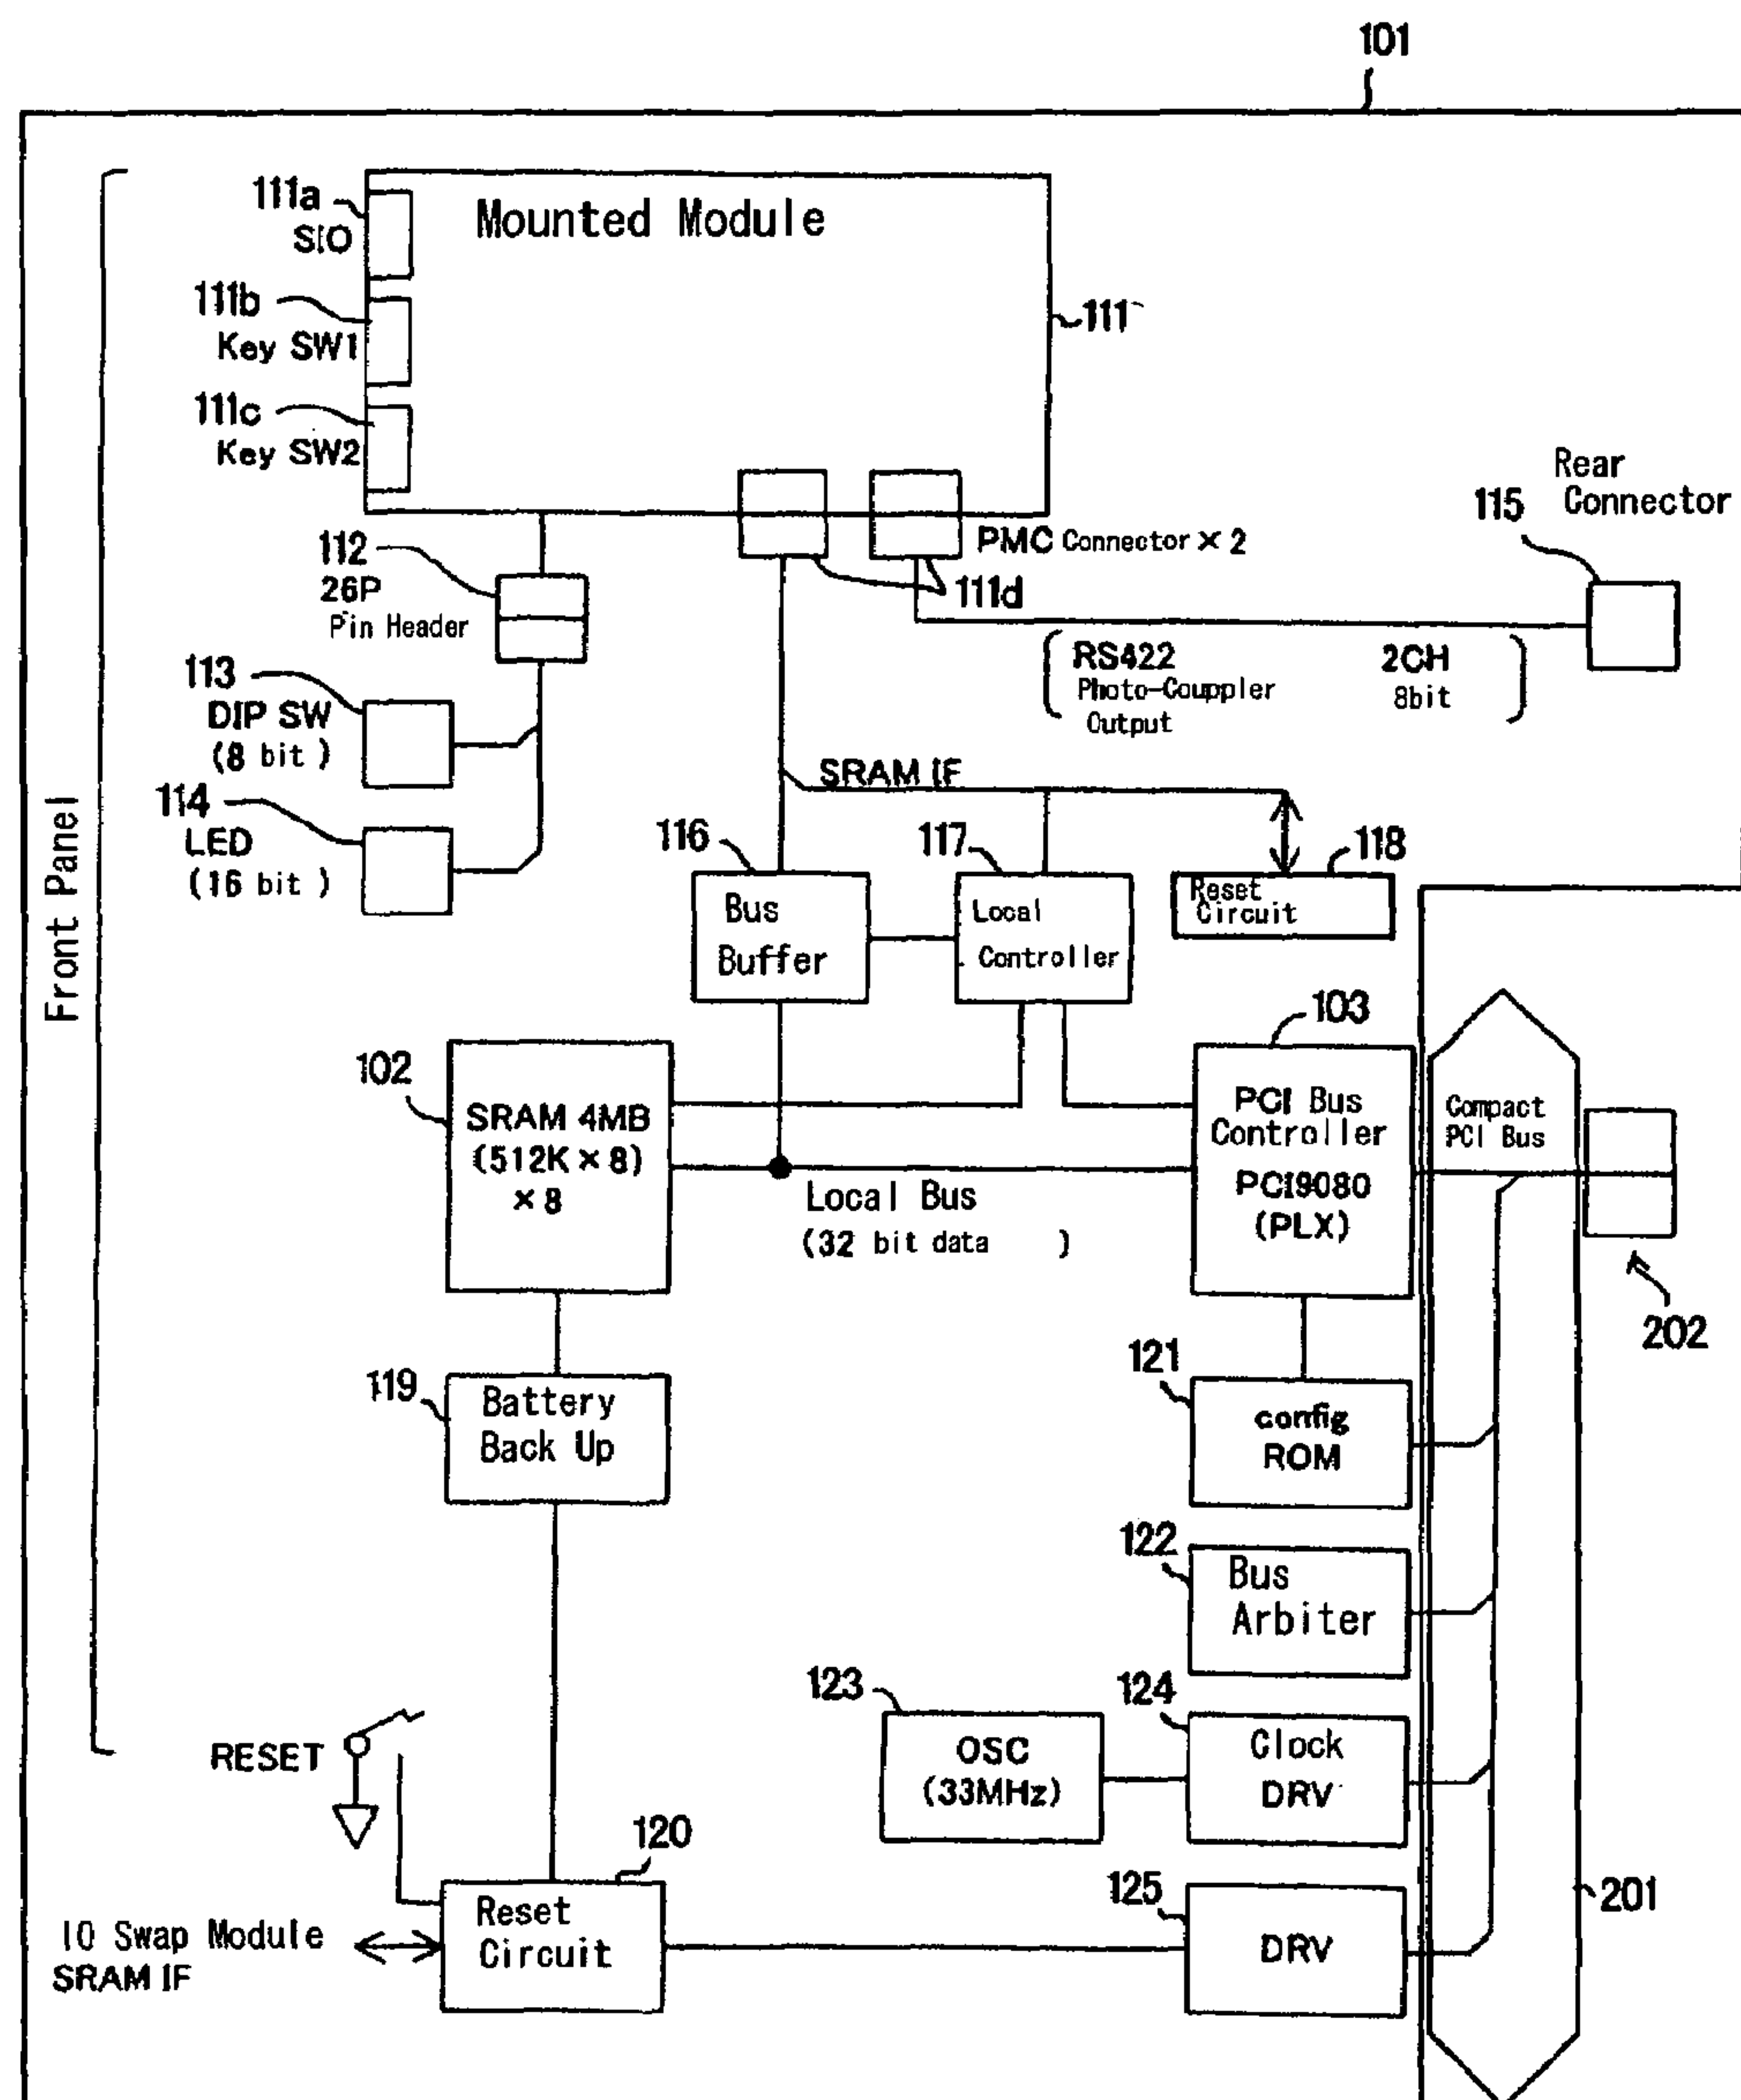 101
111a
SIO
Mounted Module
111b
Key SW1
111
111c
Key SW2
Rear
Connector
115
112
26P
Pin Header
PMC Connector × 2
111d
RS422 2CH
Photo-Couppler 8bit
Output
113
DIP SW
(8 bit )
SRAM IF
114
LED
(16 bit )
116
117
118
Reset
Circuit
Bus
Buffer
Local
Controller
Front Panel
103
102
SRAM 4MB
(512K × 8)
× 8
PCI Bus
Controller
PCI9080
(PLX)
Compact
PCI Bus
Local Bus
(32 bit data )
202
119
Battery
Back Up
121
config
ROM
122
Bus
Arbiter
123
OSC
(33MHz)
124
Clock
DRV
RESET
120
Reset
Circuit
125
DRV
201
IO Swap Module
SRAM IF